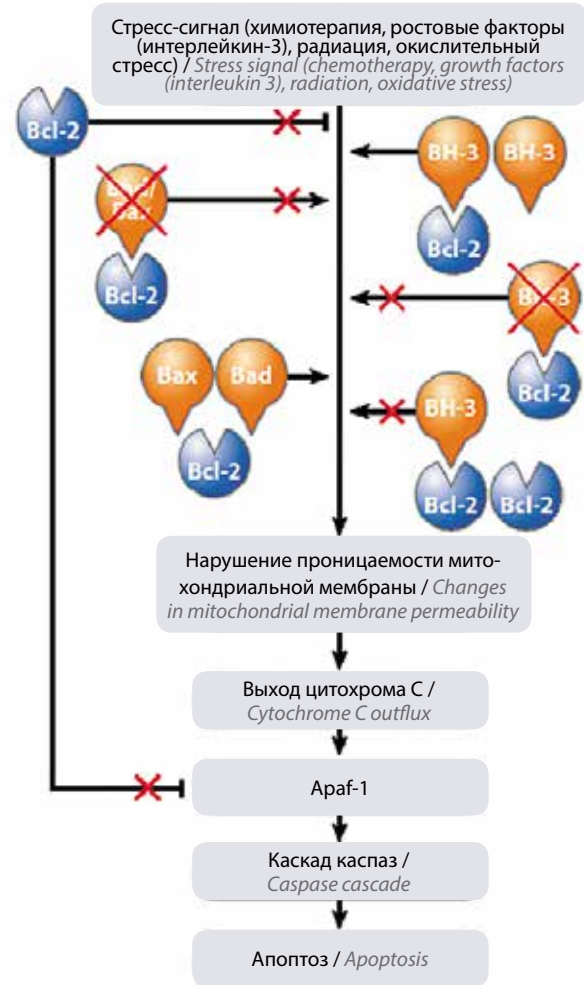 Стресс-сигнал (химиотерапия, ростовые факторы
(интерлейкин-3), радиация, окислительный
стресс) / Stress signal (chemotherapy, growth factors
(interleukin 3), radiation, oxidative stress)
Bcl-2
BH-3
BH-3
Bcl-2
Bcl-2
Bcl-2
Bax
Bad
BH-3
Bcl-2
Bcl-2
Bcl-2
Нарушение проницаемости мито-
хондриальной мембраны / Changes
in mitochondrial membrane permeability
Выход цитохрома С /
Cytochrome C outflux
Apaf-1
Каскад каспаз /
Caspase cascade
Апоптоз / Apoptosis